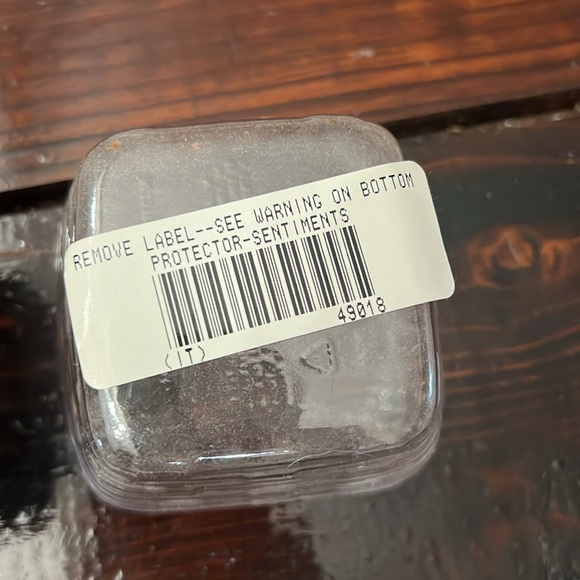 REMOVE LABEL--SEE WARNING ON BOTTOM
PROTECTOR-SENTIMENTS
49018
(IT)